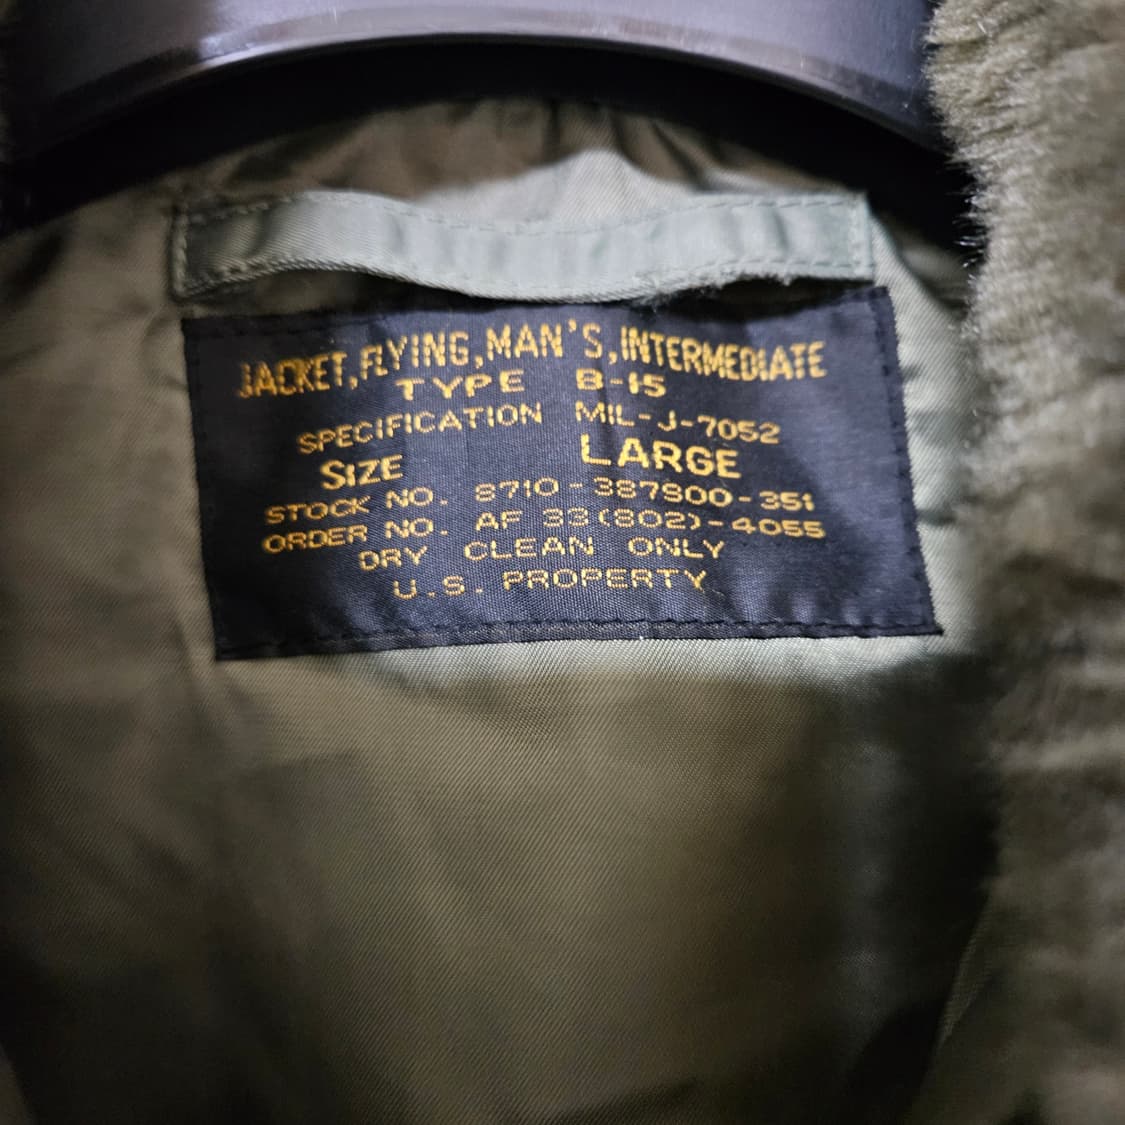 JACKET, FLYING, MAN'S, INTERMEDIATE
TYPE B-15
SPECIFICATION MIL-J-7052
SIZE LARGE
STOCK NO. 8710-387900-351
ORDER NO. AF 33(802)-4055
DRY CLEAN ONLY
U.S. PROPERTY